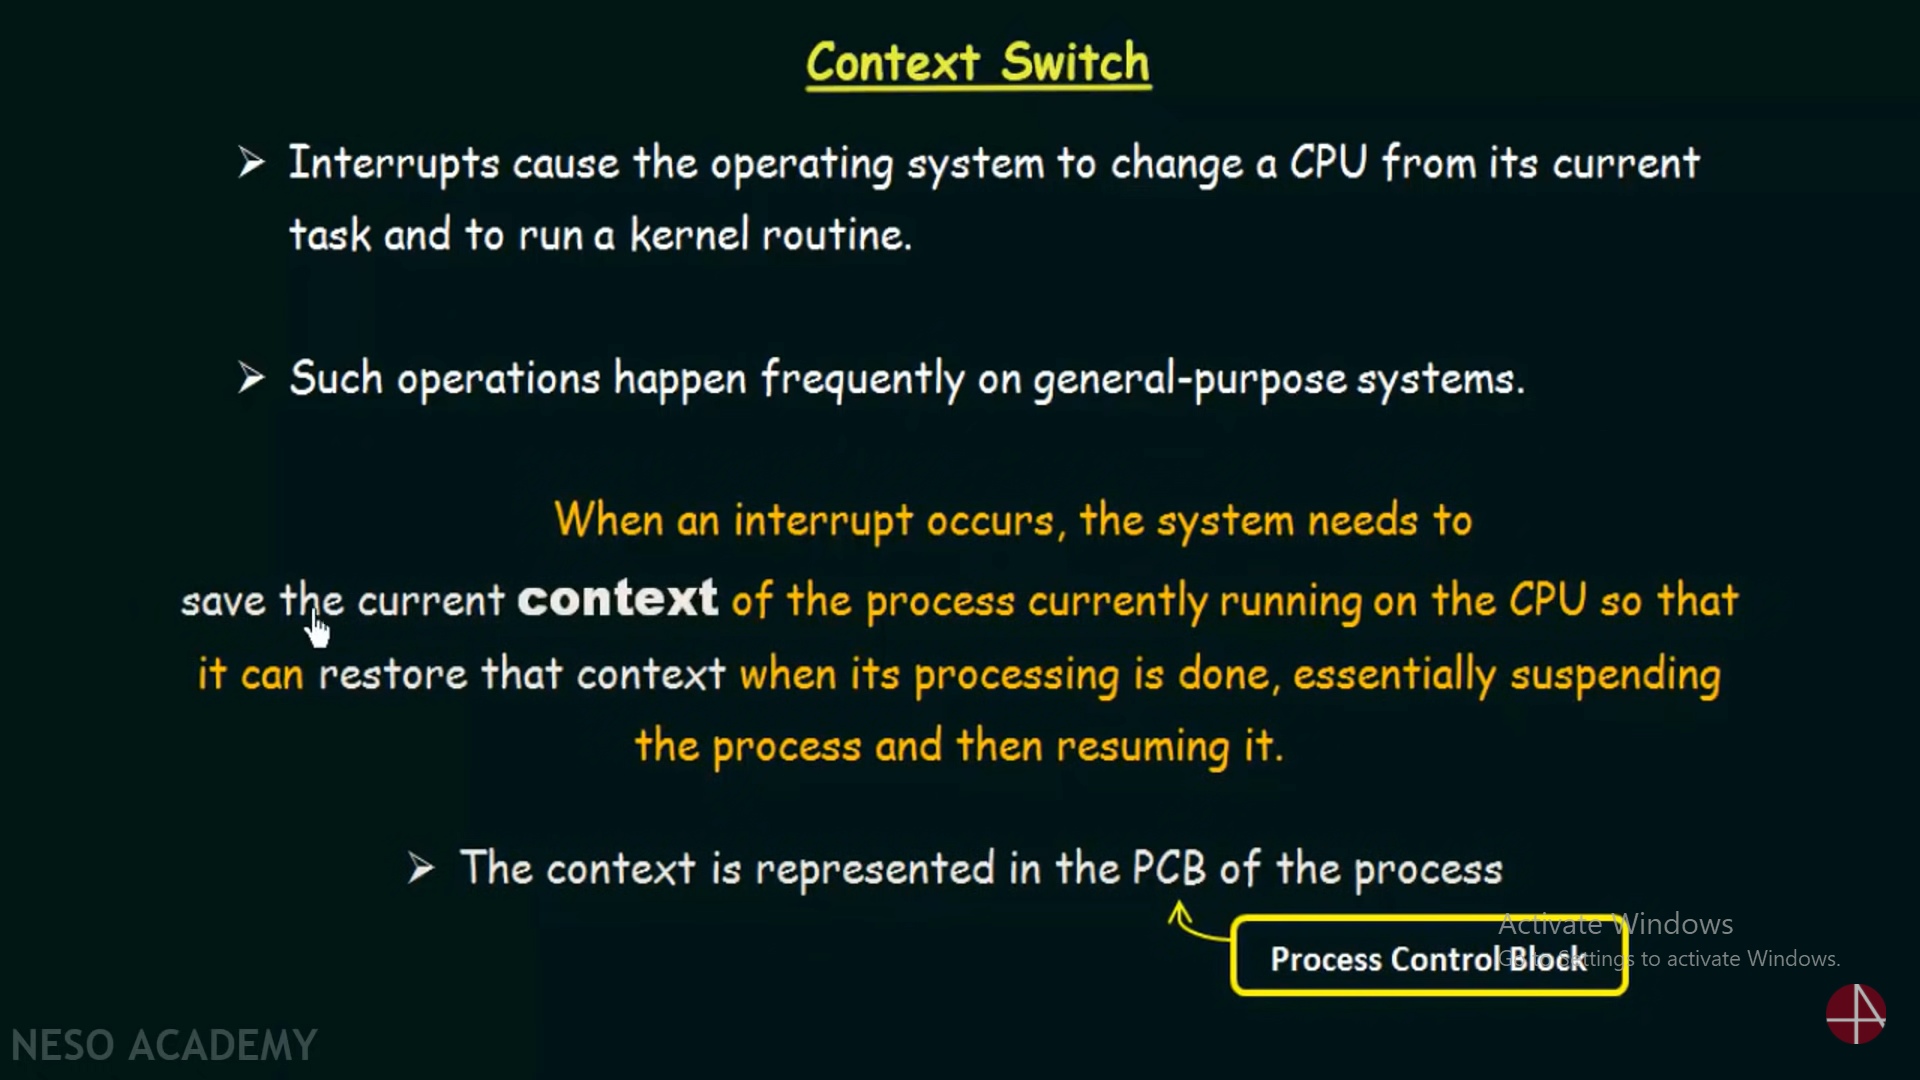 Context Switch
➢ Interrupts cause the operating system to change a CPU from its current
task and to run a kernel routine.
➢ Such operations happen frequently on general-purpose systems.
When an interrupt occurs, the system needs to
save the current context of the process currently running on the CPU so that
it can restore that context when its processing is done, essentially suspending
the process and then resuming it.
➢ The context is represented in the PCB of the process
Process Control Block
Activate Windows
Go to Settings to activate Windows.
NESO ACADEMY